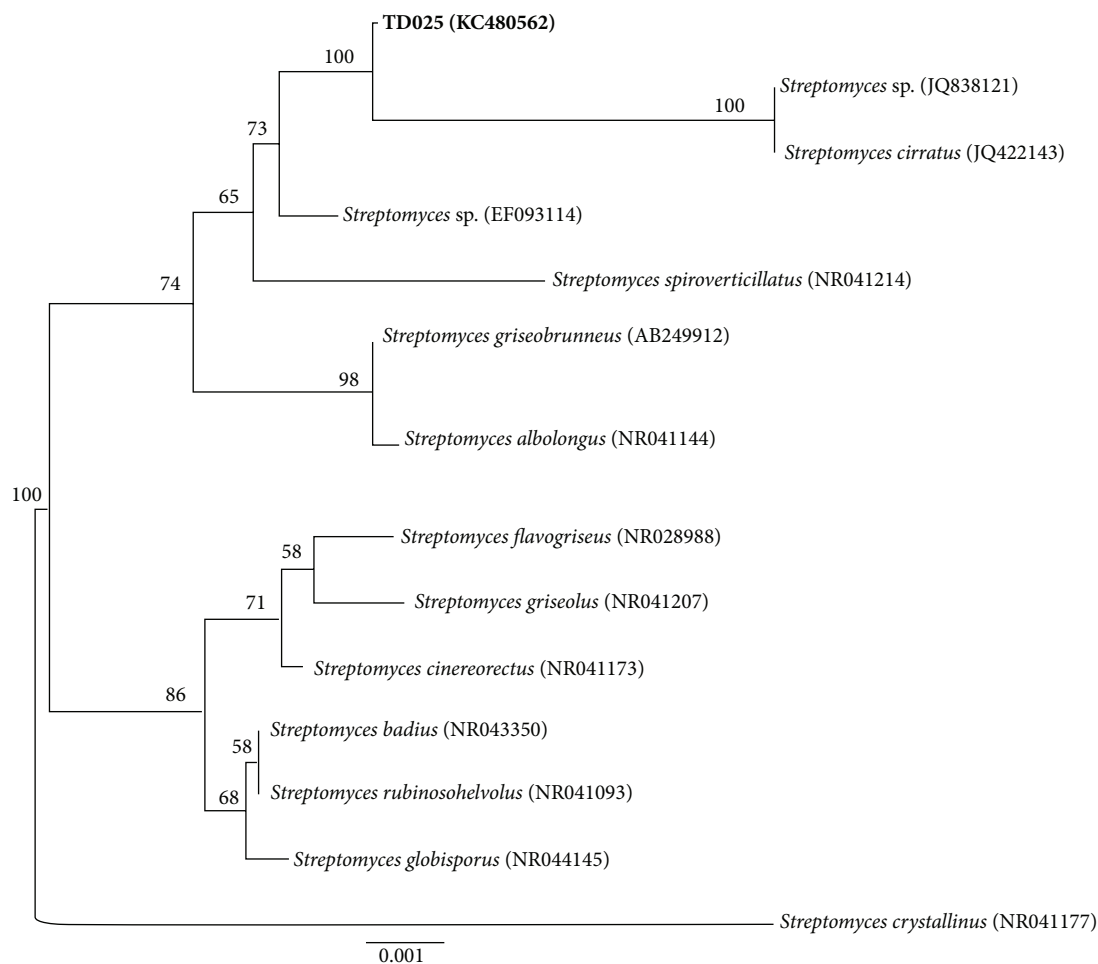 TD025 (KC480562)
100
Streptomyces sp. (JQ838121)
100
73
Streptomyces cirratus (JQ422143)
65
Streptomyces sp. (EF093114)
74
Streptomyces spiroverticillatus (NR041214)
Streptomyces griseobrunneus (AB249912)
98
Streptomyces albolongus (NR041144)
100
Streptomyces flavogriseus (NR028988)
58
71
Streptomyces griseolus (NR041207)
Streptomyces cinereorectus (NR041173)
86
Streptomyces badius (NR043350)
58
Streptomyces rubinosohelvolus (NR041093)
68
Streptomyces globisporus (NR044145)
Streptomyces crystallinus (NR041177)
0.001